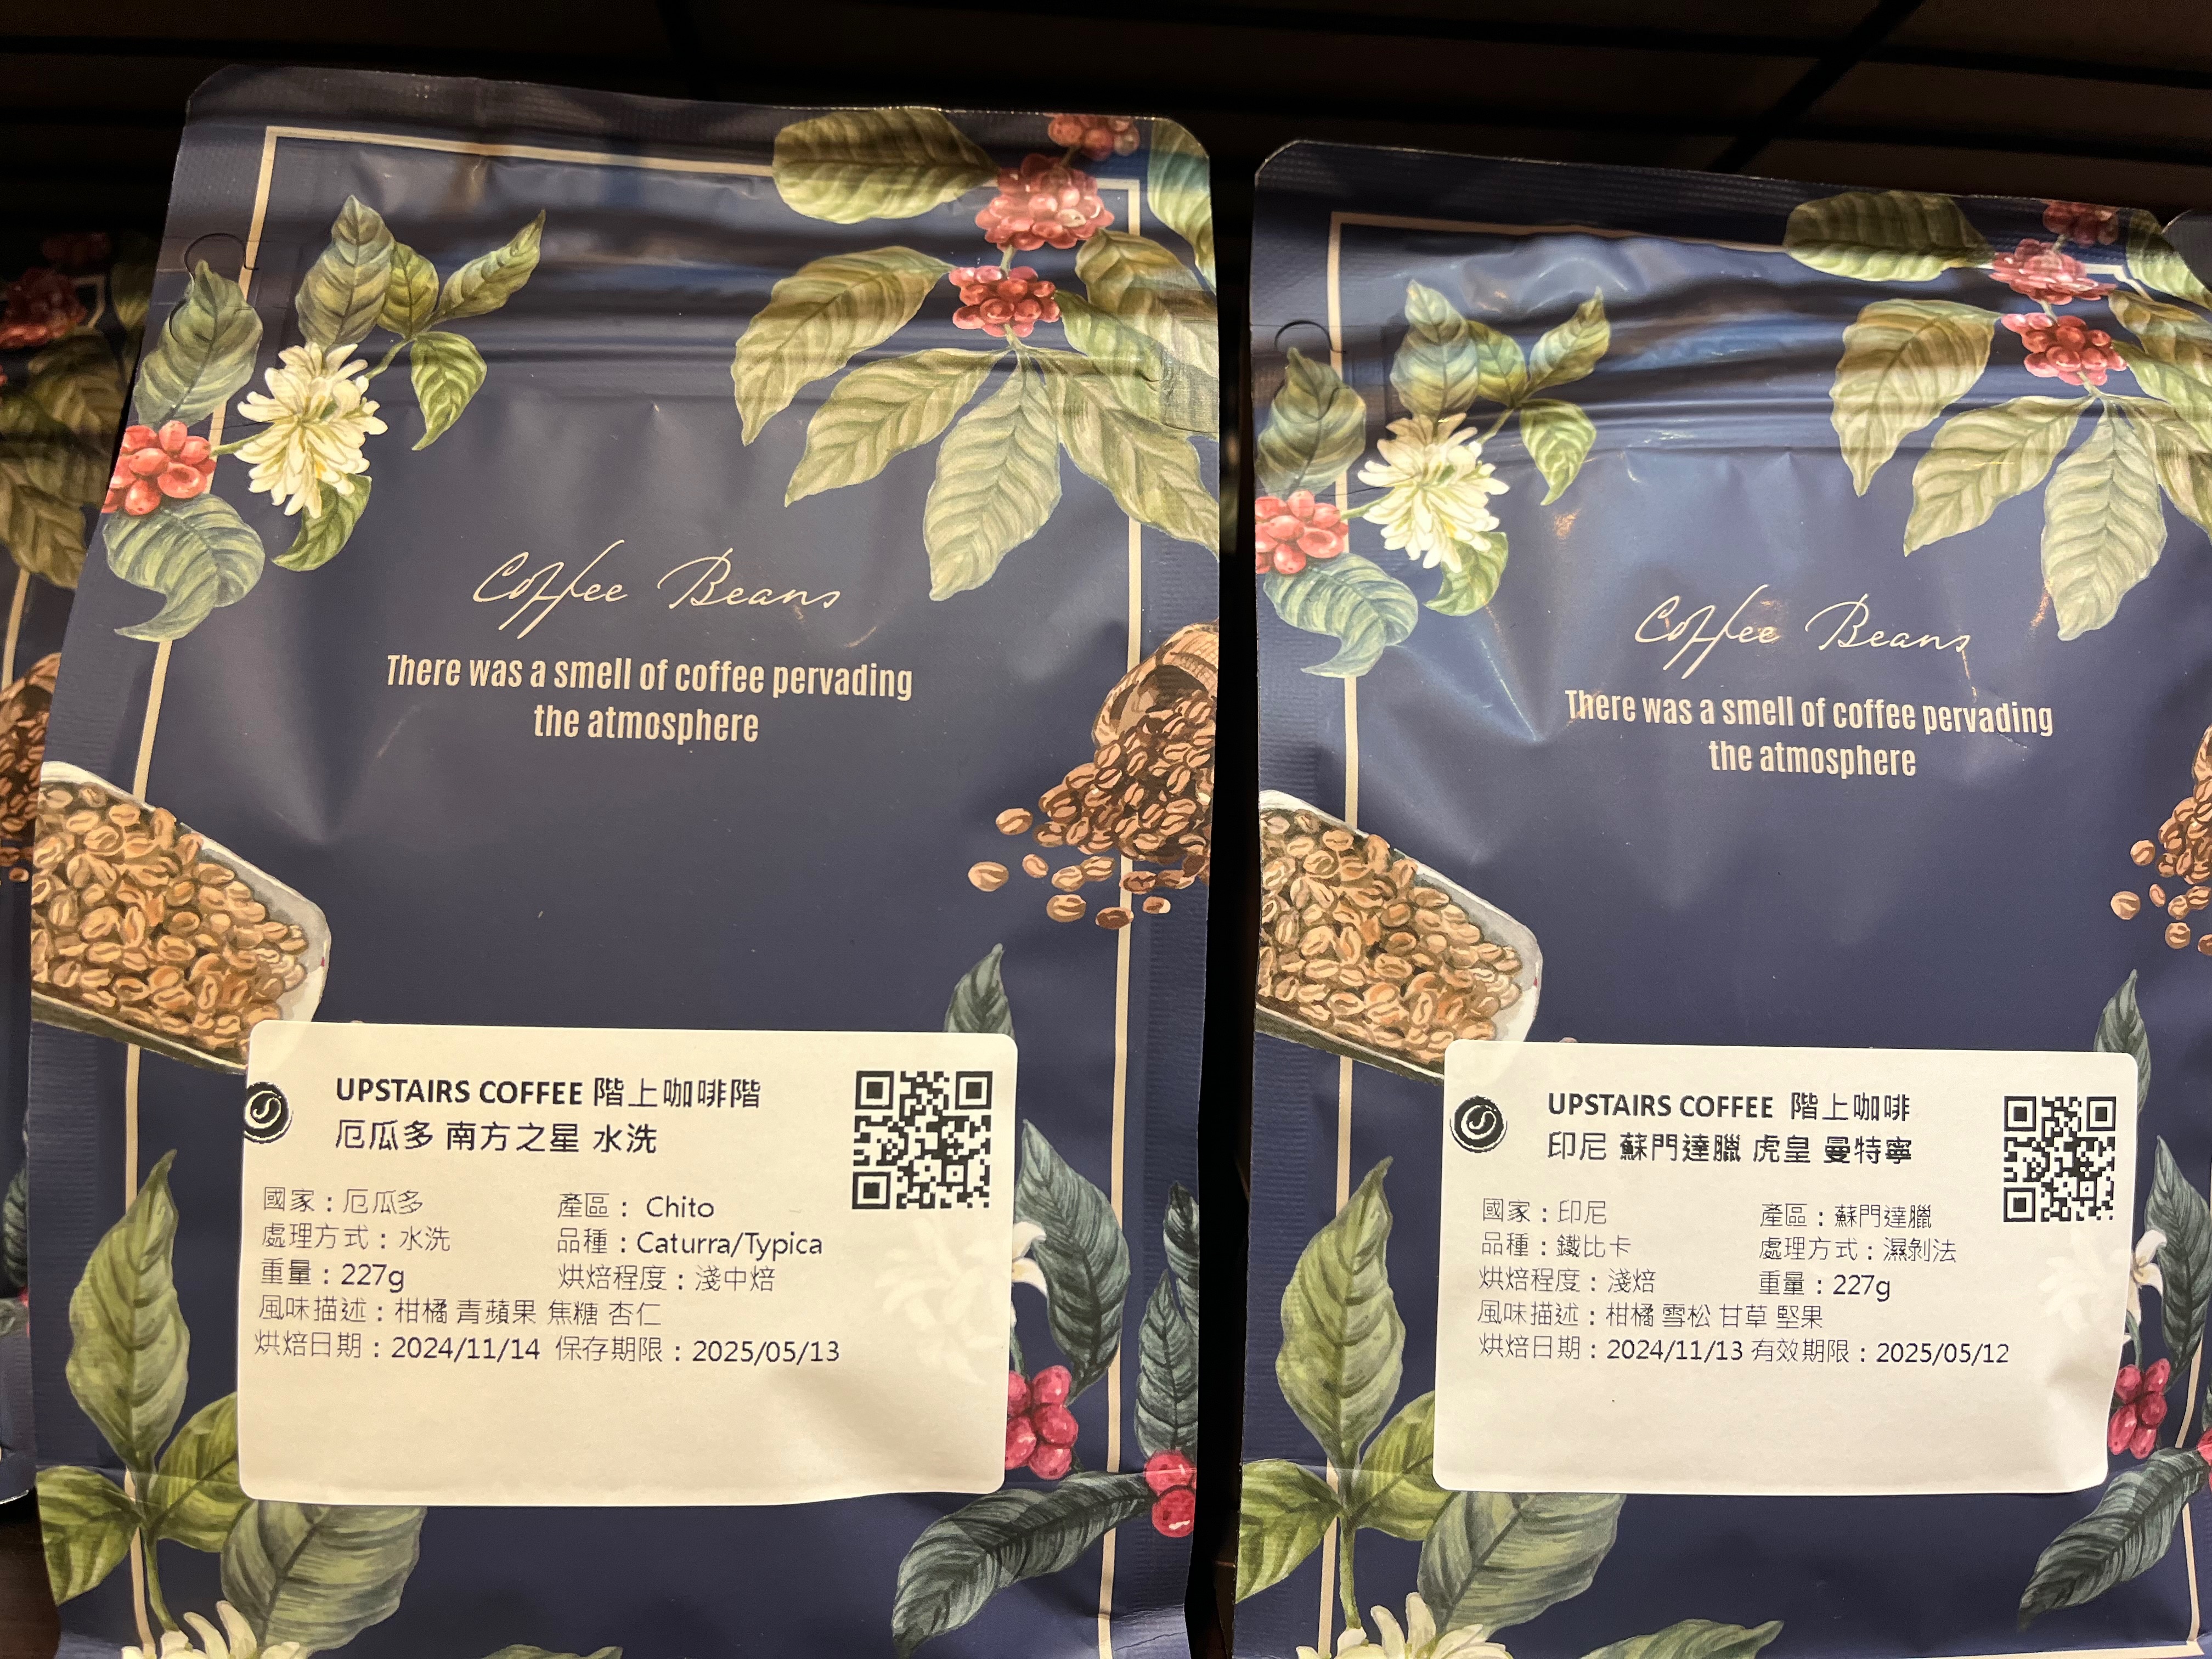 Coffee Beans
There was a smell of coffee pervading
the atmosphere
UPSTAIRS COFFEE 階上咖啡階
厄瓜多 南方之星 水洗
國家：厄瓜多 產區： Chito
處理方式：水洗 品種：Caturra/Typica
重量：227g 烘焙程度：淺中焙
風味描述：柑橘 青蘋果 焦糖 杏仁
烘焙日期：2024/11/14 保存期限：2025/05/13
Coffee Beans
There was a smell of coffee pervading
the atmosphere
UPSTAIRS COFFEE 階上咖啡
印尼 蘇門達臘 虎皇 曼特寧
國家：印尼 產區：蘇門達臘
品種：鐵比卡 處理方式：濕剝法
烘焙程度：淺焙 重量：227g
風味描述：柑橘 雪松 甘草 堅果
烘焙日期：2024/11/13 有效期限：2025/05/12